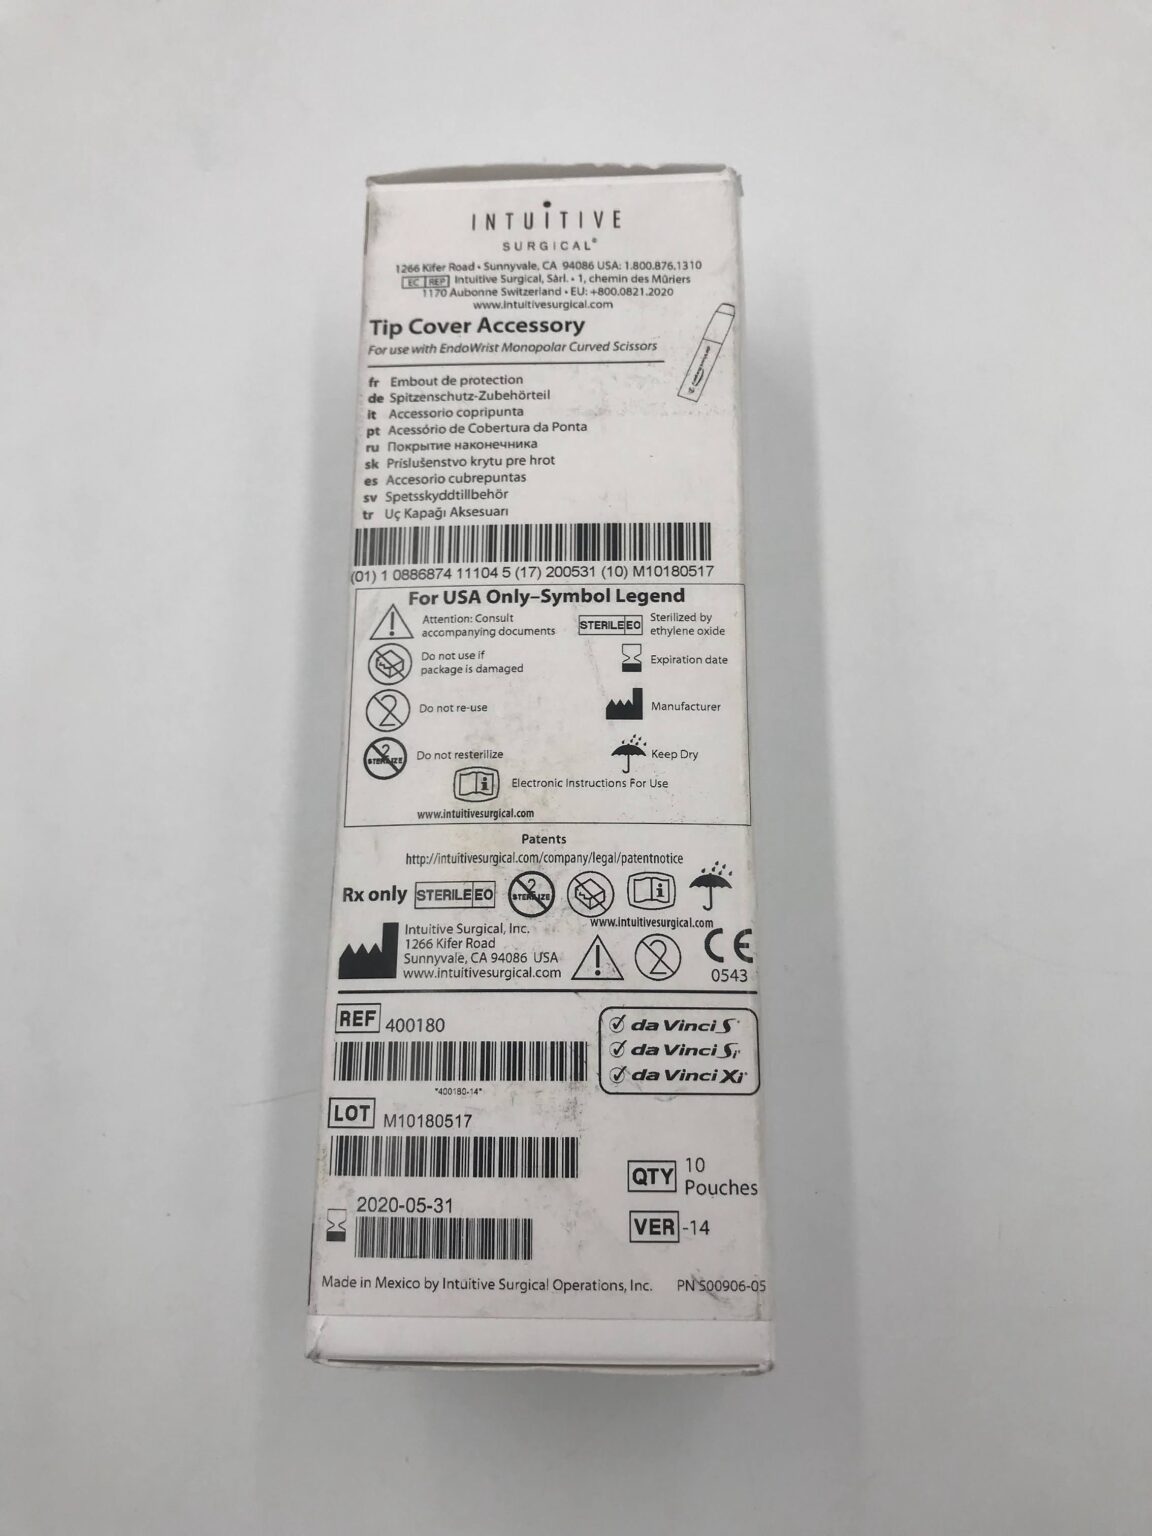 INTUITIVE
SURGICAL®
1266 Kifer Road • Sunnyvale, CA 94086 USA: 1.800.876.1310
EC REP Intuitive Surgical, Sàrl. • 1, chemin des Mûriers
1170 Aubonne Switzerland • EU: +800.0821.2020
www.intuitivesurgical.com
Tip Cover Accessory
For use with EndoWrist Monopolar Curved Scissors
fr Embout de protection
de Spitzenschutz-Zubehörteil
it Accessorio copripunta
pt Acessório de Cobertura da Ponta
ru Покрытие наконечника
sk Príslušenstvo krytu pre hrot
es Accesorio cubrepuntas
sv Spetsskyddtillbehör
tr Uç Kapağı Aksesuarı
(01) 1 0886874 11104 5 (17) 200531 (10) M10180517
For USA Only–Symbol Legend
Attention: Consult
accompanying documents
STERILE EO
Sterilized by
ethylene oxide
Do not use if
package is damaged
Expiration date
2
Do not re-use
Manufacturer
2
STERILIZE
Do not resterilize
Keep Dry
Electronic Instructions For Use
www.intuitivesurgical.com
Patents
http://intuitivesurgical.com/company/legal/patentnotice
Rx only STERILE EO 2 STERILIZE
www.intuitivesurgical.com
Intuitive Surgical, Inc.
1266 Kifer Road
Sunnyvale, CA 94086 USA
www.intuitivesurgical.com
2
CE
0543
REF 400180
*400180-14*
da Vinci S®
da Vinci Si®
da Vinci Xi®
LOT M10180517
QTY 10
Pouches
2020-05-31
VER -14
Made in Mexico by Intuitive Surgical Operations, Inc. PN 500906-05